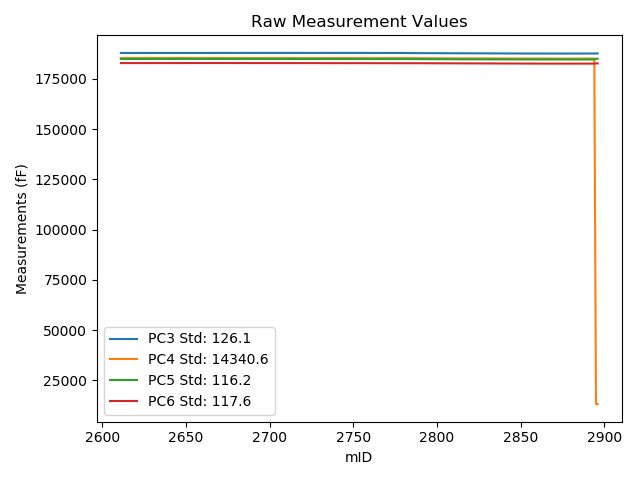 Raw Measurement Values
Measurements (fF)
175000
150000
125000
100000
75000
50000
25000
PC3 Std: 126.1
PC4 Std: 14340.6
PC5 Std: 116.2
PC6 Std: 117.6
2600 2650 2700 2750 2800 2850 2900
mID